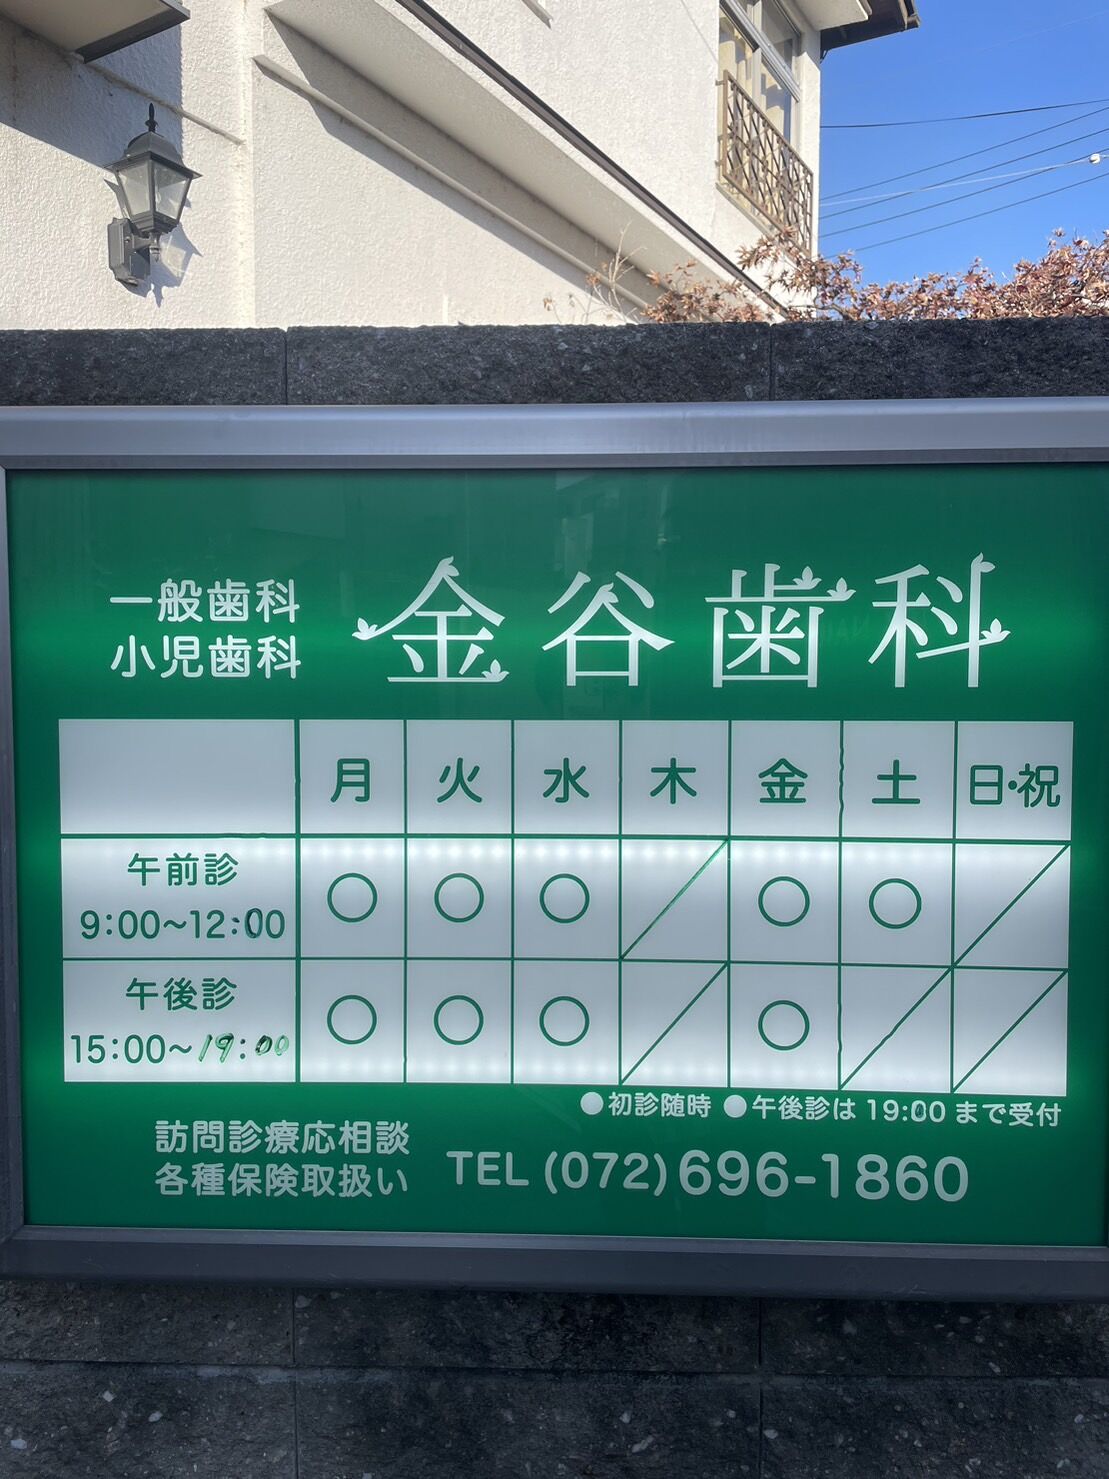 一般歯科
小児歯科
金谷歯科
月 火 水 木 金 土 日・祝
午前診
9:00~12:00 ○ ○ ○ ／ ○ ○ ／
午後診
15:00~19:00 ○ ○ ○ ／ ○ ／ ／
●初診随時 ●午後診は 19:00 まで受付
訪問診療応相談
各種保険取扱い
TEL (072) 696-1860